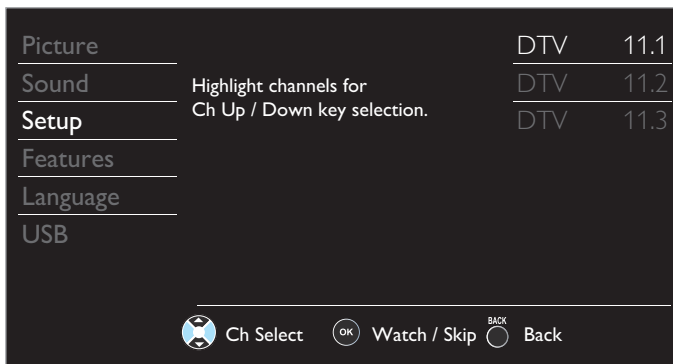 Picture
Sound
Setup
Features
Language
USB
Highlight channels for
Ch Up / Down key selection.
DTV 11.1
DTV 11.2
DTV 11.3
Ch Select OK Watch / Skip BACK Back